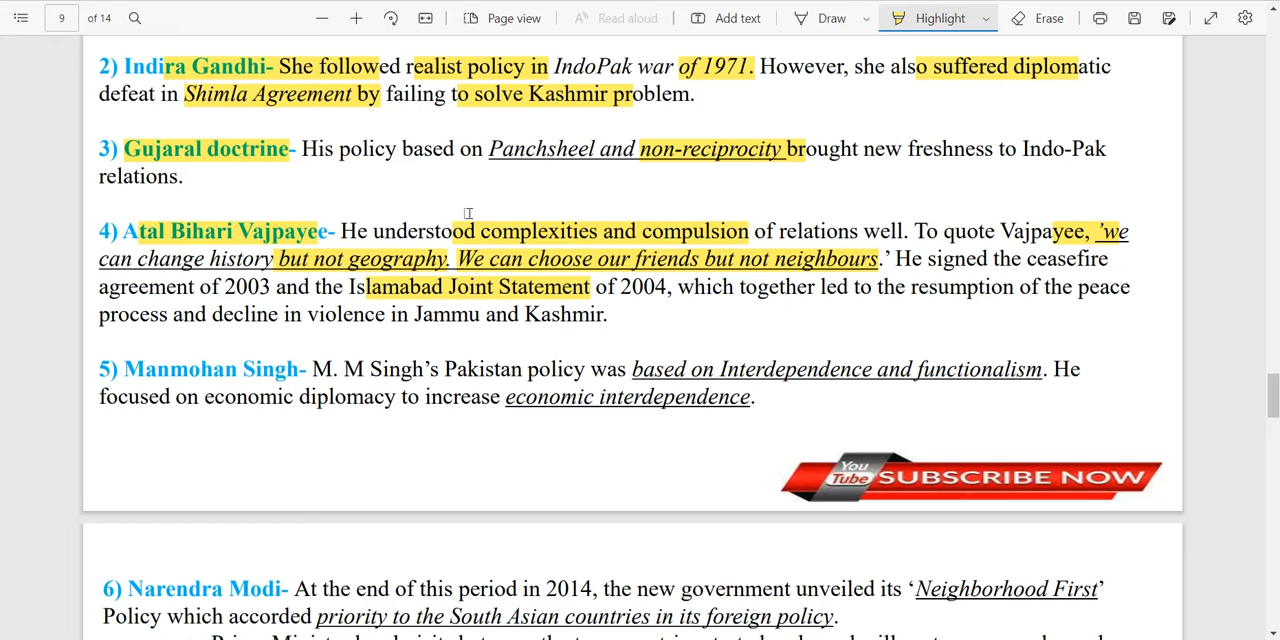 9 of 14 Page view Read aloud Add text Draw Highlight Erase
2) Indira Gandhi- She followed realist policy in IndoPak war of 1971. However, she also suffered diplomatic
defeat in Shimla Agreement by failing to solve Kashmir problem.
3) Gujaral doctrine- His policy based on Panchsheel and non-reciprocity brought new freshness to Indo-Pak
relations.
4) Atal Bihari Vajpayee- He understood complexities and compulsion of relations well. To quote Vajpayee, ’we
can change history but not geography. We can choose our friends but not neighbours.’ He signed the ceasefire
agreement of 2003 and the Islamabad Joint Statement of 2004, which together led to the resumption of the peace
process and decline in violence in Jammu and Kashmir.
5) Manmohan Singh- M. M Singh’s Pakistan policy was based on Interdependence and functionalism. He
focused on economic diplomacy to increase economic interdependence.
You
Tube SUBSCRIBE NOW
6) Narendra Modi- At the end of this period in 2014, the new government unveiled its ‘Neighborhood First’
Policy which accorded priority to the South Asian countries in its foreign policy.